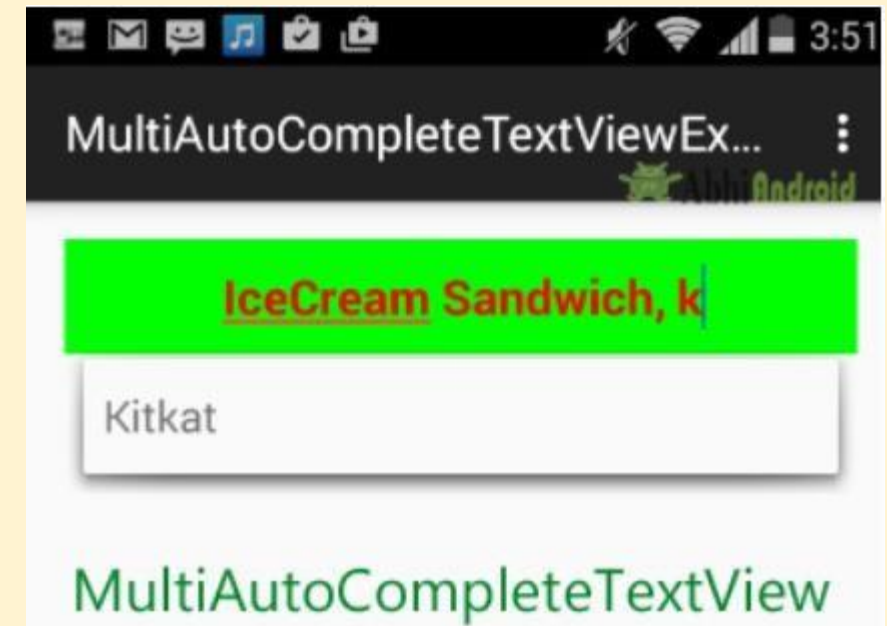 3:51
MultiAutoCompleteTextViewEx...
AbhiAndroid
IceCream Sandwich, k
Kitkat
MultiAutoCompleteTextView